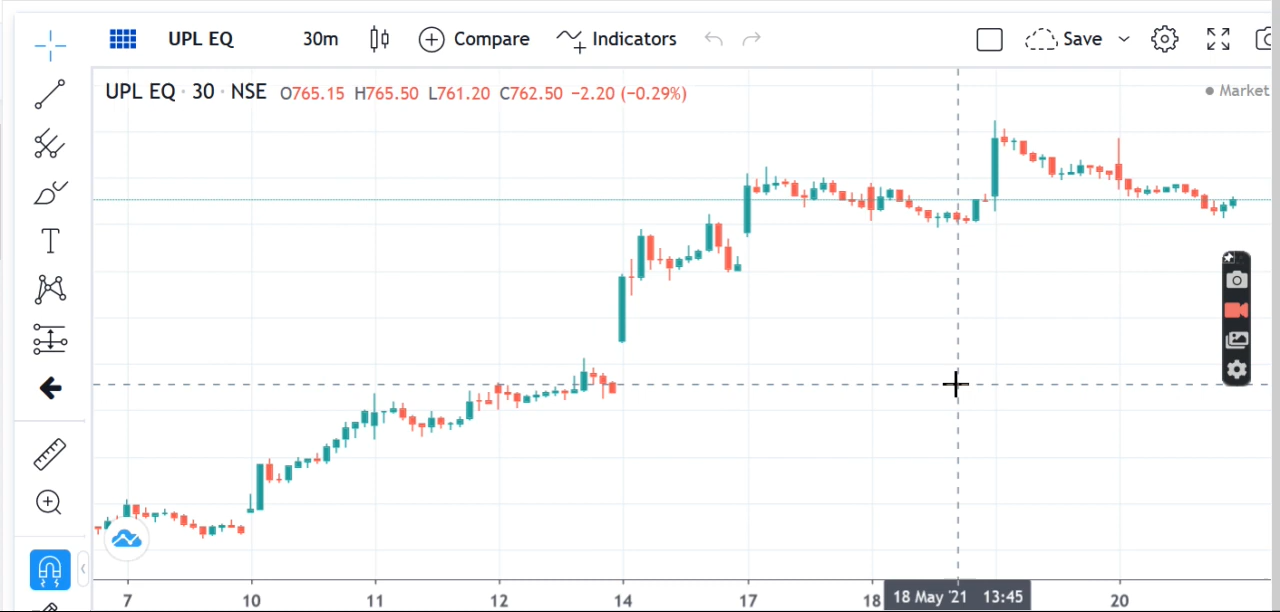 UPL EQ 30m Compare Indicators Save
UPL EQ · 30 · NSE O765.15 H765.50 L761.20 C762.50 −2.20 (−0.29%)
Market
T
7 10 11 12 14 17 18 18 May '21 13:45 20